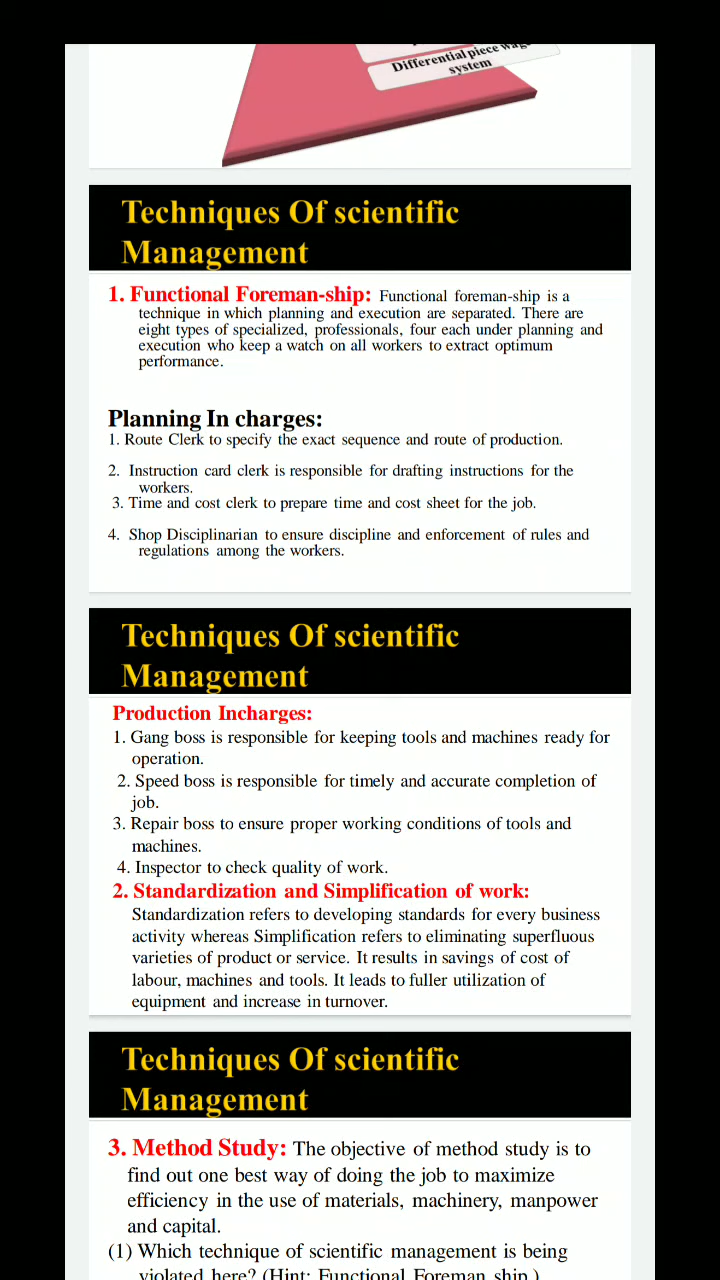 Differential piece wage
system
Techniques Of scientific
Management
1. Functional Foreman-ship: Functional foreman-ship is a
technique in which planning and execution are separated. There are
eight types of specialized, professionals, four each under planning and
execution who keep a watch on all workers to extract optimum
performance.
Planning In charges:
1. Route Clerk to specify the exact sequence and route of production.
2. Instruction card clerk is responsible for drafting instructions for the
workers.
3. Time and cost clerk to prepare time and cost sheet for the job.
4. Shop Disciplinarian to ensure discipline and enforcement of rules and
regulations among the workers.
Techniques Of scientific
Management
Production Incharges:
1. Gang boss is responsible for keeping tools and machines ready for
operation.
2. Speed boss is responsible for timely and accurate completion of
job.
3. Repair boss to ensure proper working conditions of tools and
machines.
4. Inspector to check quality of work.
2. Standardization and Simplification of work:
Standardization refers to developing standards for every business
activity whereas Simplification refers to eliminating superfluous
varieties of product or service. It results in savings of cost of
labour, machines and tools. It leads to fuller utilization of
equipment and increase in turnover.
Techniques Of scientific
Management
3. Method Study: The objective of method study is to
find out one best way of doing the job to maximize
efficiency in the use of materials, machinery, manpower
and capital.
(1) Which technique of scientific management is being
violated here? (Hint: Functional Foreman ship.)